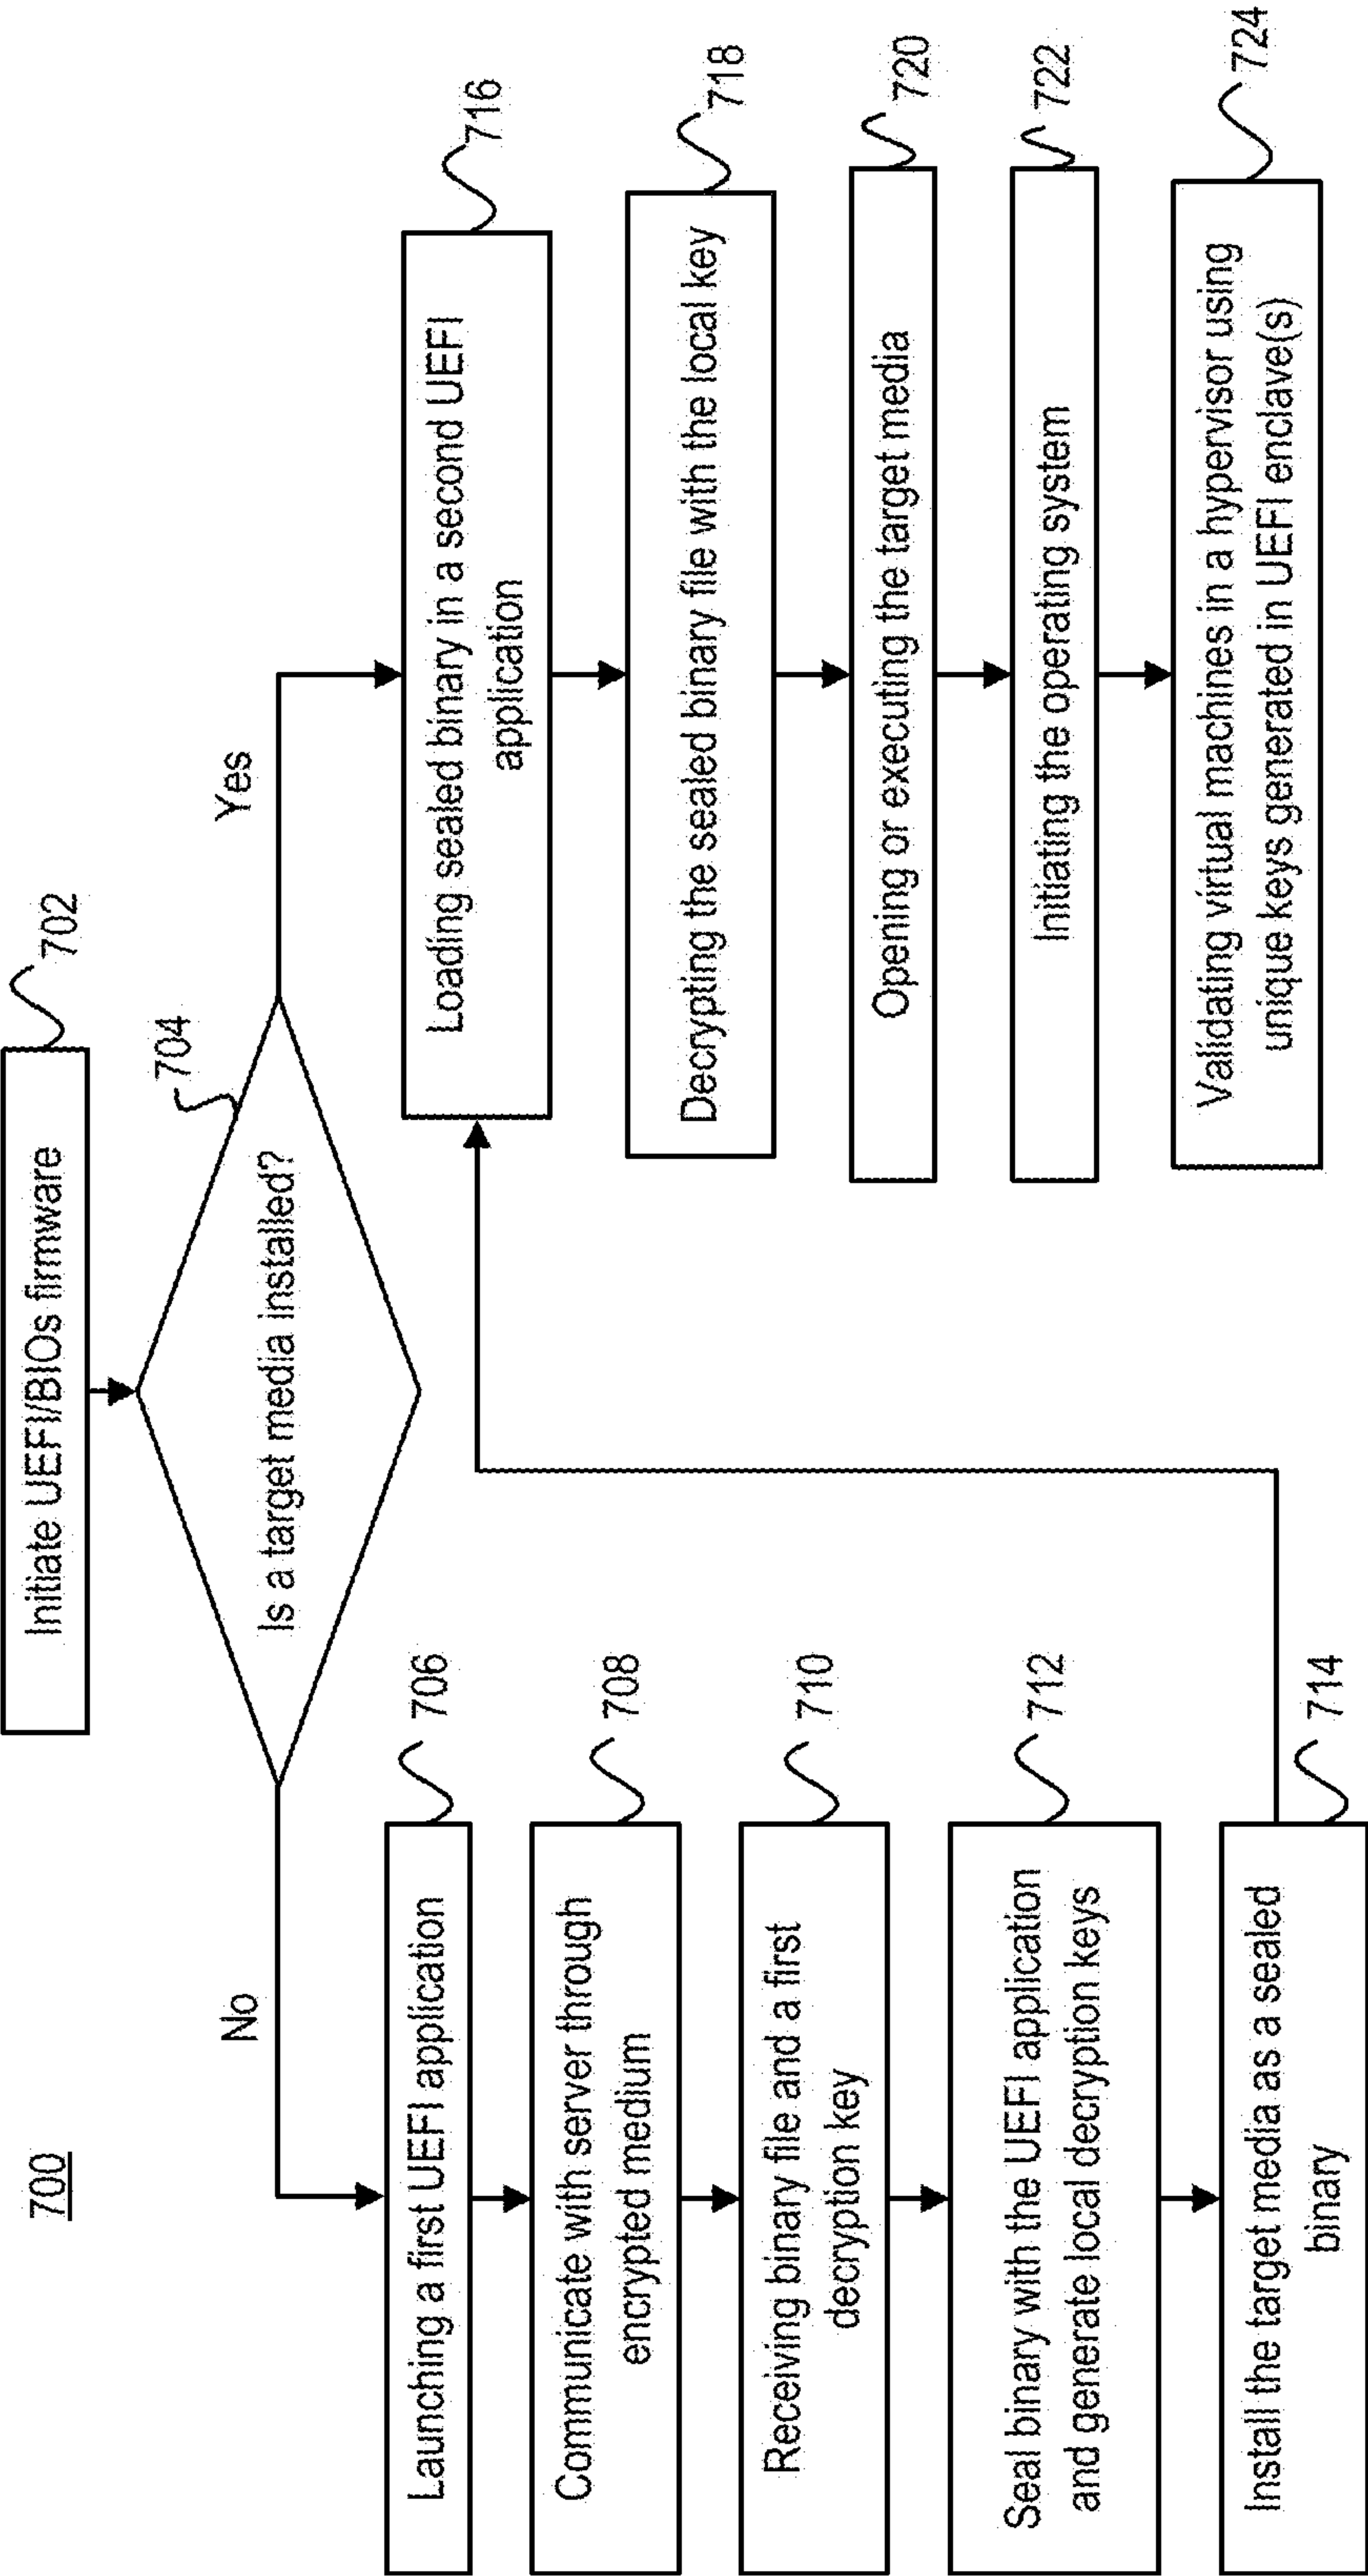 700
Initiate UEFI/BIOs firmware
702
704
Is a target media installed?
No
Yes
Launching a first UEFI application
706
Communicate with server through
encrypted medium
708
Receiving binary file and a first
decryption key
710
Seal binary with the UEFI application
and generate local decryption keys
712
Install the target media as a sealed
binary
714
Loading sealed binary in a second UEFI
application
716
Decrypting the sealed binary file with the local key
718
Opening or executing the target media
720
Initiating the operating system
722
Validating virtual machines in a hypervisor using
unique keys generated in UEFI enclave(s)
724